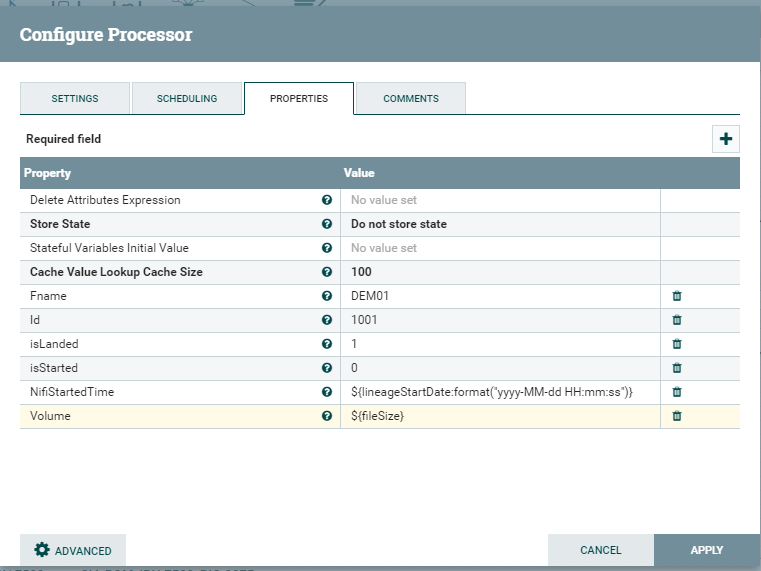 Configure Processor
SETTINGS SCHEDULING PROPERTIES COMMENTS
Required field
Property Value
Delete Attributes Expression No value set
Store State Do not store state
Stateful Variables Initial Value No value set
Cache Value Lookup Cache Size 100
Fname DEM01
Id 1001
isLanded 1
isStarted 0
NifiStartedTime ${lineageStartDate:format("yyyy-MM-dd HH:mm:ss")}
Volume ${fileSize}
ADVANCED CANCEL APPLY